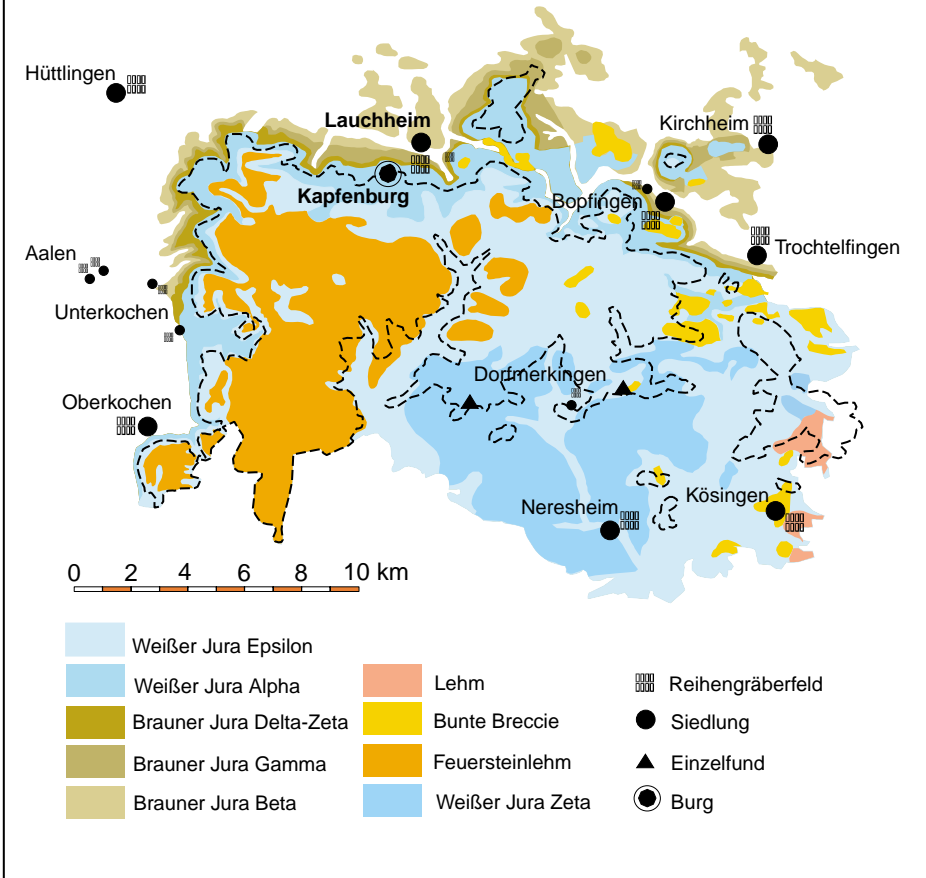 Hüttlingen
Lauchheim
Kirchheim
Kapfenburg
Bopfingen
Aalen
Trochtelfingen
Unterkochen
Dorfmerkingen
Oberkochen
Kösingen
Neresheim
0 2 4 6 8 10 km
Weißer Jura Epsilon
Weißer Jura Alpha
Brauner Jura Delta-Zeta
Brauner Jura Gamma
Brauner Jura Beta
Lehm
Bunte Breccie
Feuersteinlehm
Weißer Jura Zeta
Reihengräberfeld
Siedlung
Einzelfund
Burg